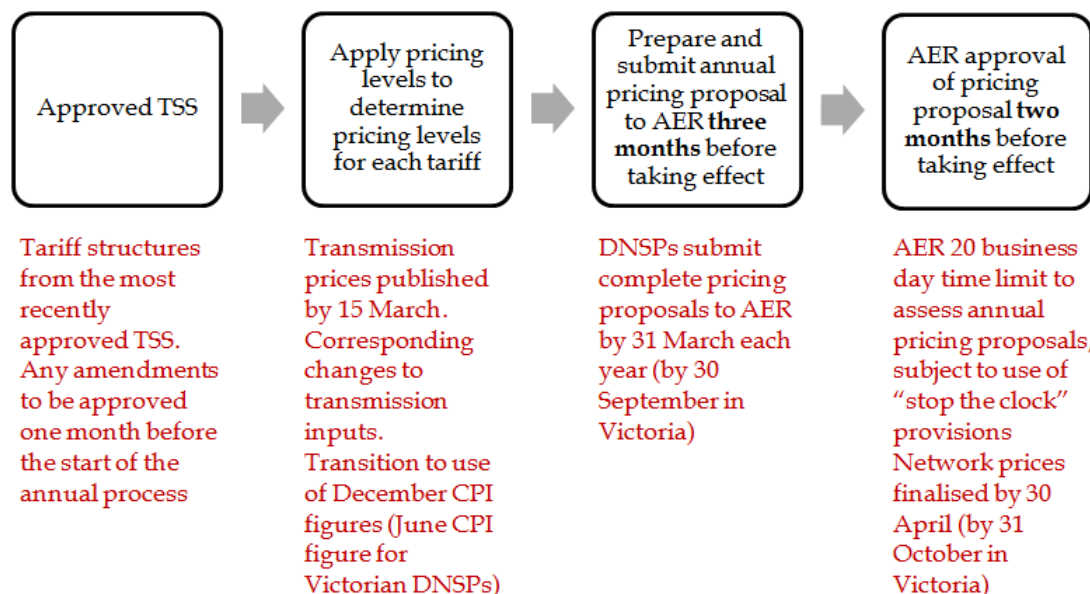 Approved TSS
Apply pricing
levels to
determine
pricing levels
for each tariff
Prepare and
submit annual
pricing proposal
to AER three
months before
taking effect
AER approval
of pricing
proposal two
months before
taking effect
Tariff structures
from the most
recently
approved TSS.
Any amendments
to be approved
one month before
the start of the
annual process
Transmission
prices published
by 15 March.
Corresponding
changes to
transmission
inputs.
Transition to use
of December CPI
figures (June CPI
figure for
Victorian DNSPs)
DNSPs submit
complete pricing
proposals to AER
by 31 March each
year (by 30
September in
Victoria)
AER 20 business
day time limit to
assess annual
pricing proposals,
subject to use of
“stop the clock”
provisions
Network prices
finalised by 30
April (by 31
October in
Victoria)